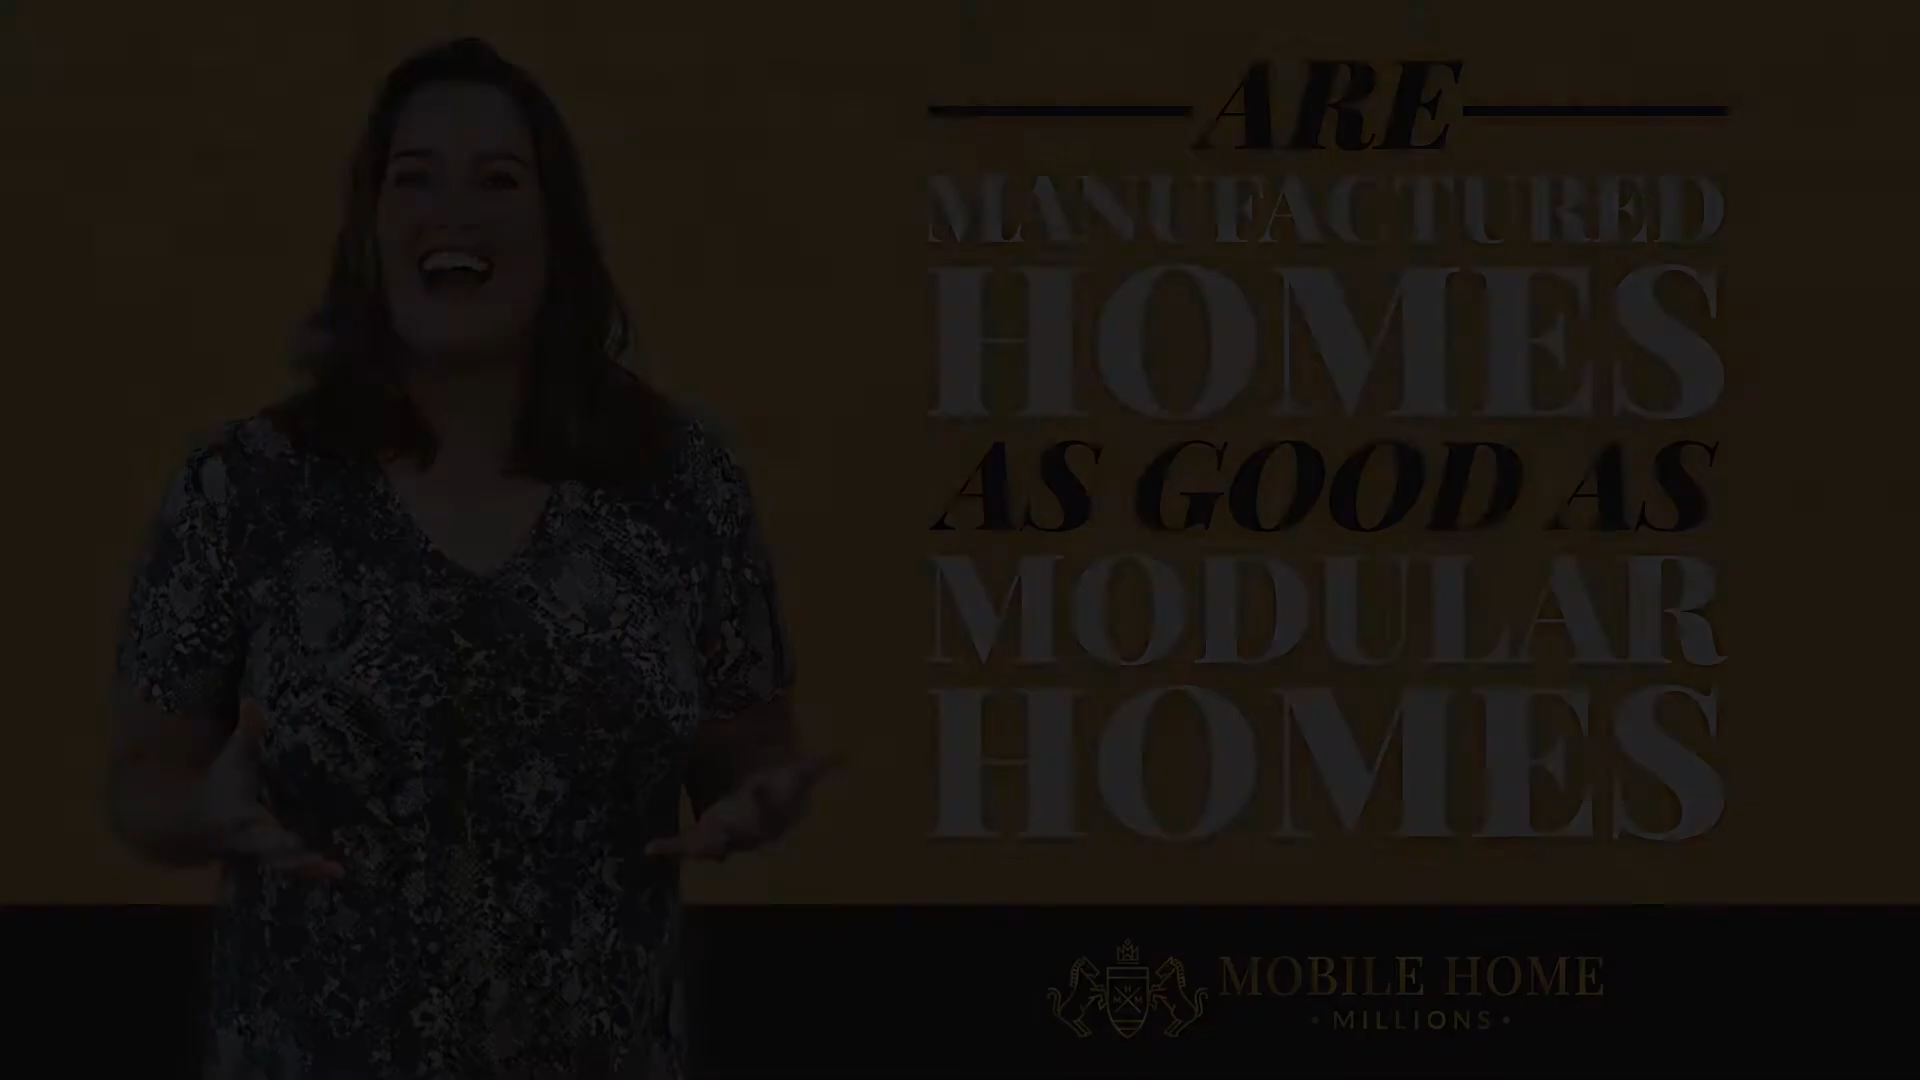 ARE
MANUFACTURED
HOMES
AS GOOD AS
MODULAR
HOMES
MOBILE HOME
• MILLIONS •